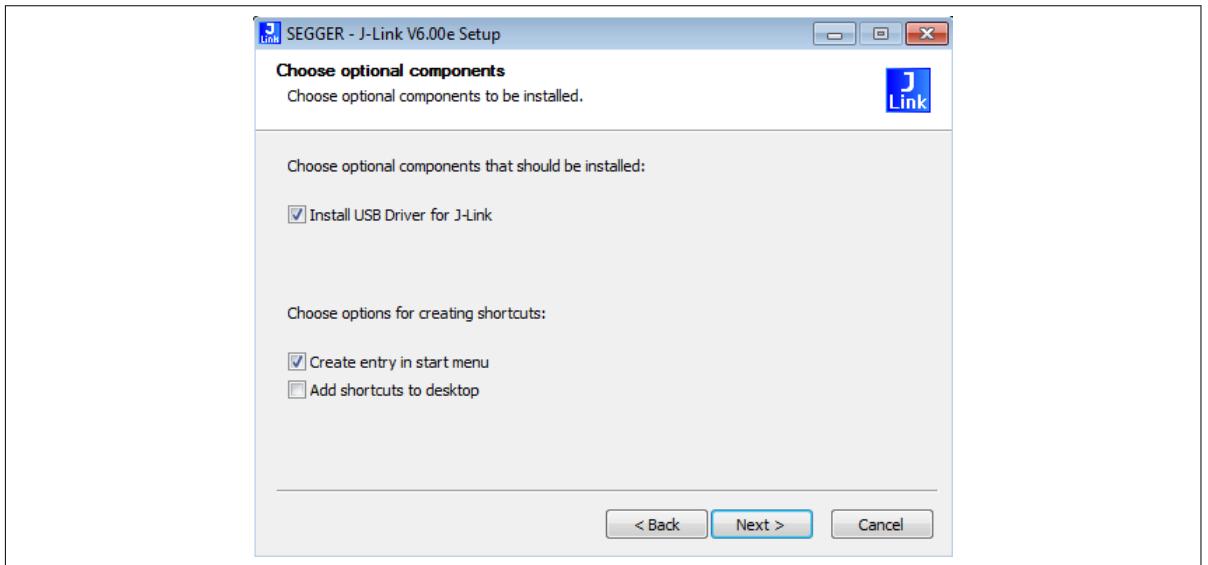 J
Link
SEGGER - J-Link V6.00e Setup
Choose optional components
Choose optional components to be installed.
J
Link
Choose optional components that should be installed:
Install USB Driver for J-Link
Choose options for creating shortcuts:
Create entry in start menu
Add shortcuts to desktop
< Back
Next >
Cancel